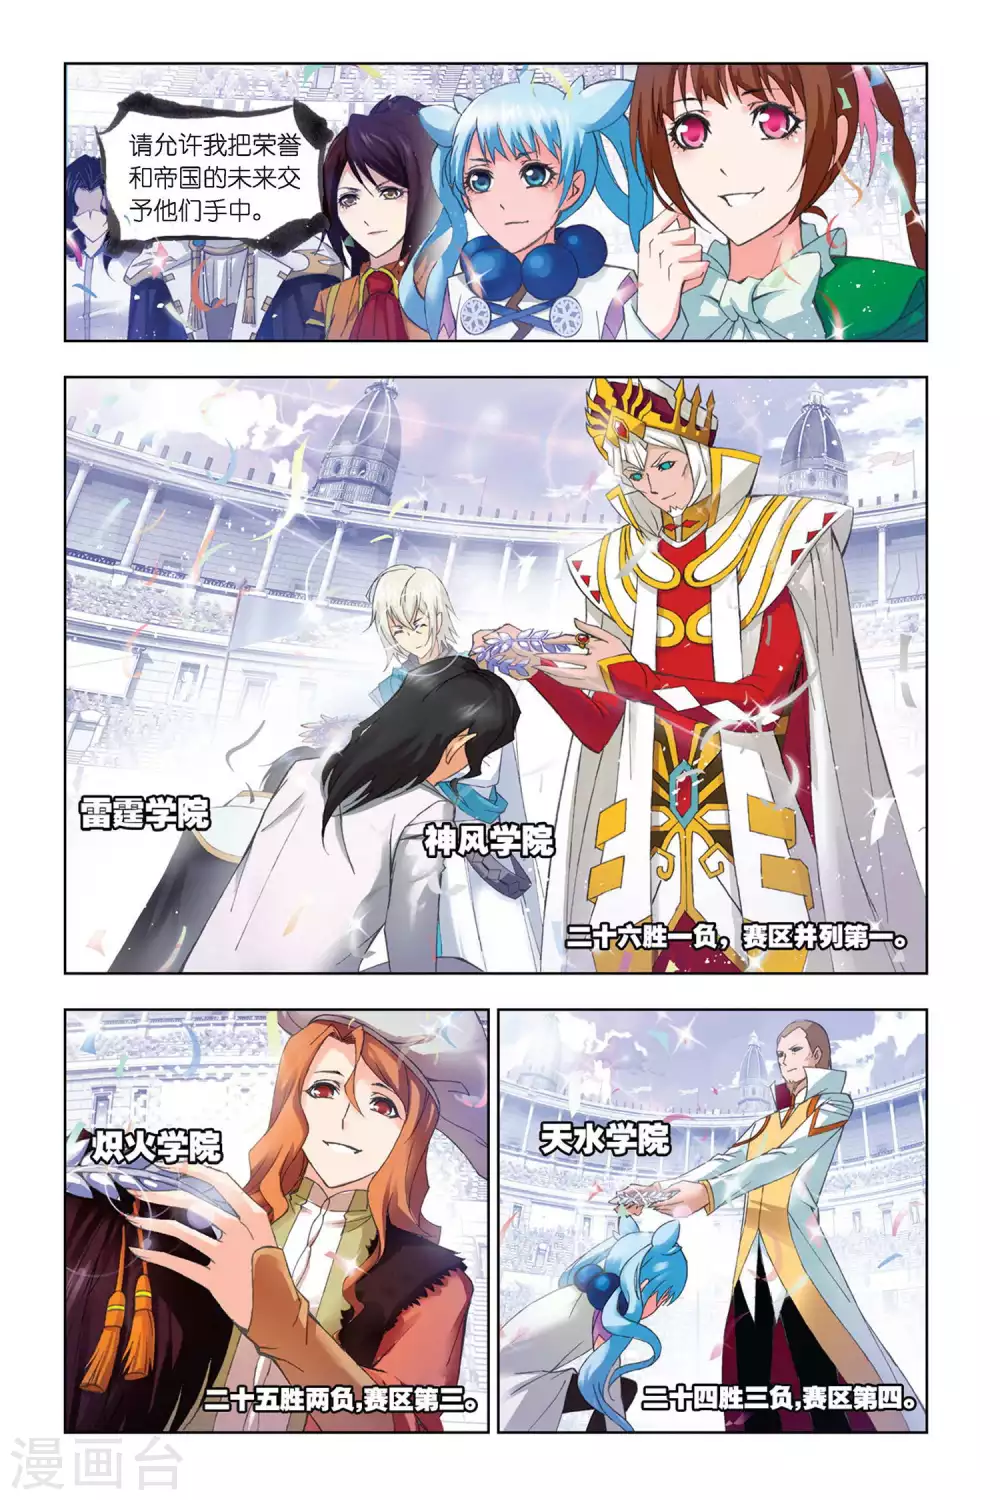 请允许我把荣誉
和帝国的未来交
予他们手中。
雷霆学院
神风学院
二十六胜一负，赛区并列第一。
炽火学院
二十五胜两负,赛区第三。
天水学院
二十四胜三负,赛区第四。
漫画台